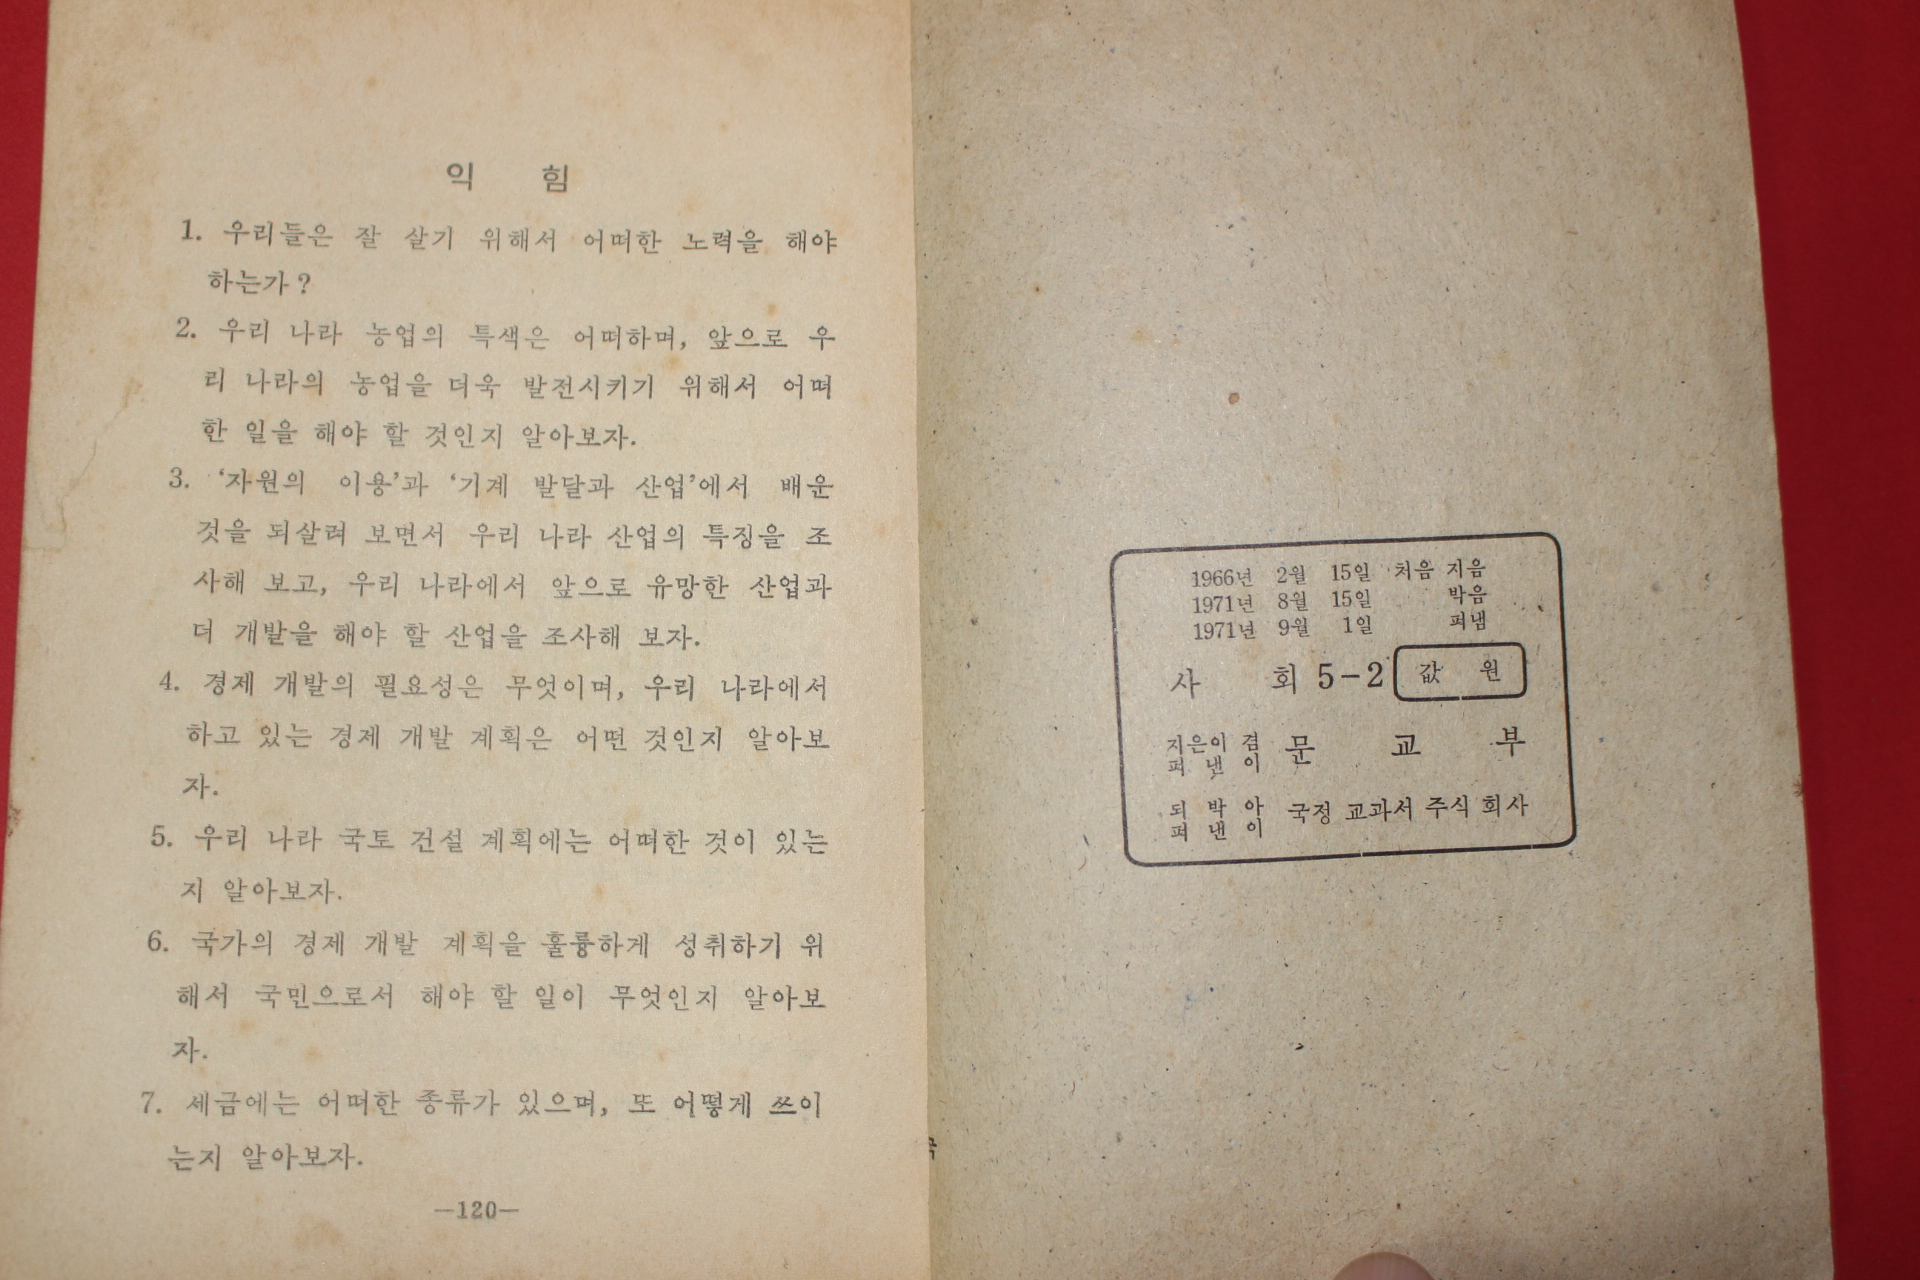 익 힘
1. 우리들은 잘 살기 위해서 어떠한 노력을 해야
하는가?
2. 우리 나라 농업의 특색은 어떠하며, 앞으로 우
리 나라의 농업을 더욱 발전시키기 위해서 어떠
한 일을 해야 할 것인지 알아보자.
3. ‘자원의 이용’과 ‘기계 발달과 산업’에서 배운
것을 되살려 보면서 우리 나라 산업의 특징을 조
사해 보고, 우리 나라에서 앞으로 유망한 산업과
더 개발을 해야 할 산업을 조사해 보자.
4. 경제 개발의 필요성은 무엇이며, 우리 나라에서
하고 있는 경제 개발 계획은 어떤 것인지 알아보
자.
5. 우리 나라 국토 건설 계획에는 어떠한 것이 있는
지 알아보자.
6. 국가의 경제 개발 계획을 훌륭하게 성취하기 위
해서 국민으로서 해야 할 일이 무엇인지 알아보
자.
7. 세금에는 어떠한 종류가 있으며, 또 어떻게 쓰이
는지 알아보자.
—120—
1966년 2월 15일 처음 지음
1971년 8월 15일 박음
1971년 9월 1일 펴냄
사 회 5-2 값 원
지은이 겸 문 교 부
펴 낸 이
되 박 아 국정 교과서 주식 회사
펴 낸 이